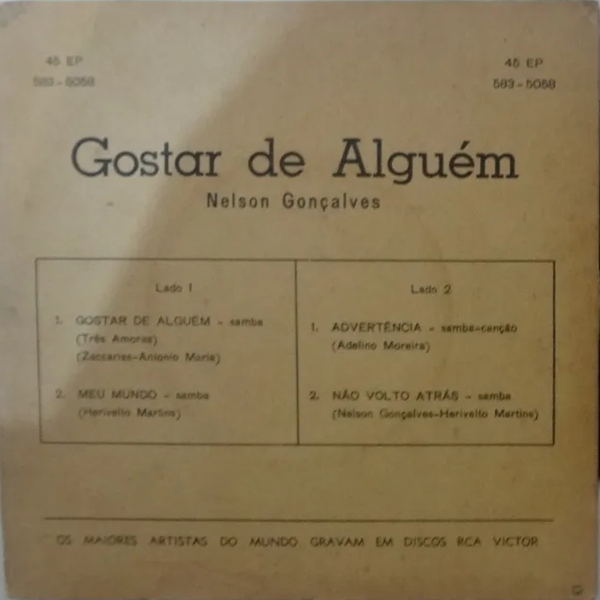 45 EP
45 EP
583-5058
583-5058
Gostar de Alguém
Nelson Gonçalves
Lado 1
1. GOSTAR DE ALGUÉM - samba
(Três Amoras)
(Zaccarias-Antonio Maria)
2. MEU MUNDO - samba
(Herivelto Martins)
Lado 2
1. ADVERTÊNCIA - samba-canção
(Adelino Moreira)
2. NÃO VOLTO ATRÁS - samba
(Nelson Gonçalves-Herivelto Martins)
OS MAIORES ARTISTAS DO MUNDO GRAVAM EM DISCOS RCA VICTOR